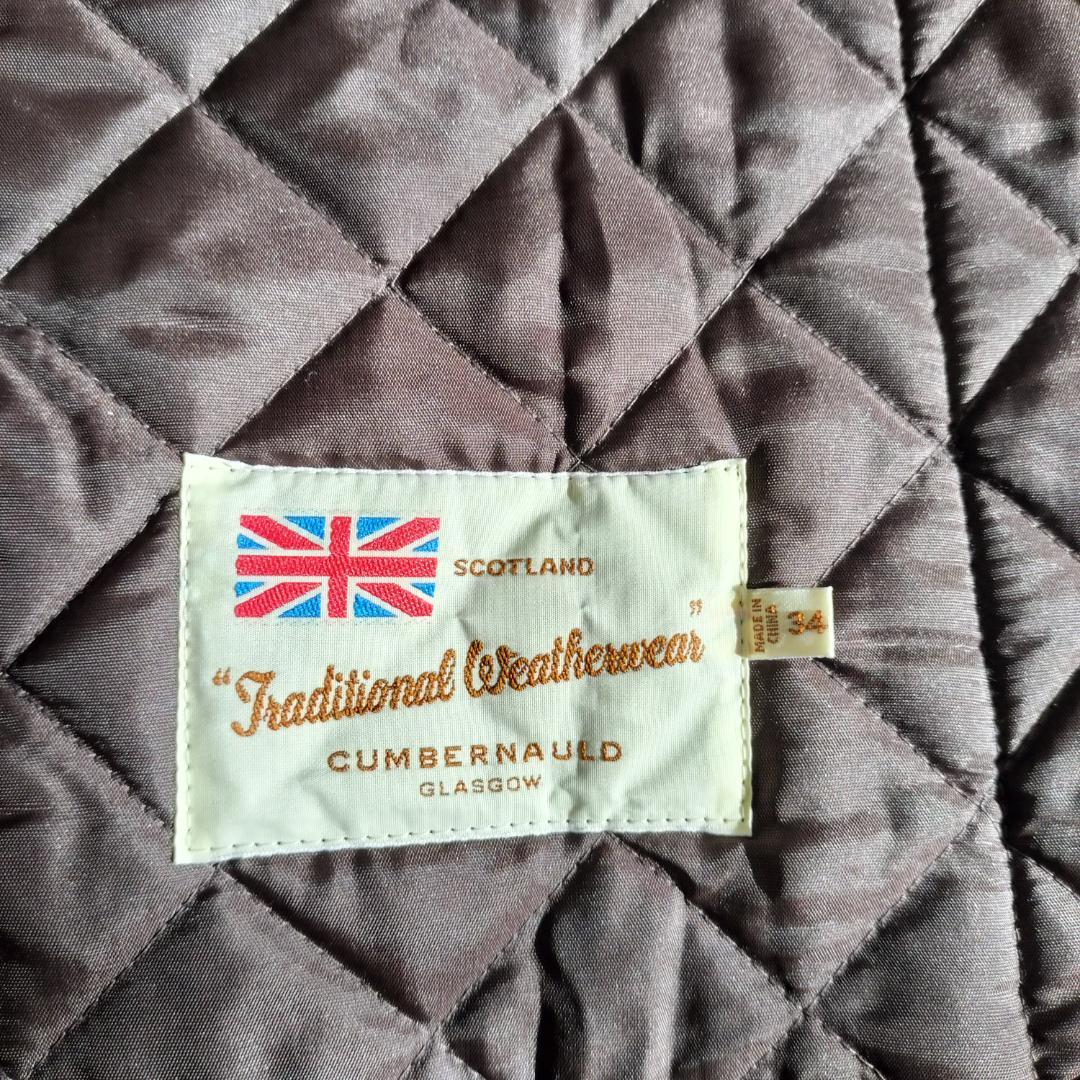 SCOTLAND
"Traditional Weatherwear"
CUMBERNAULD
GLASGOW
MADE IN
CHINA
34